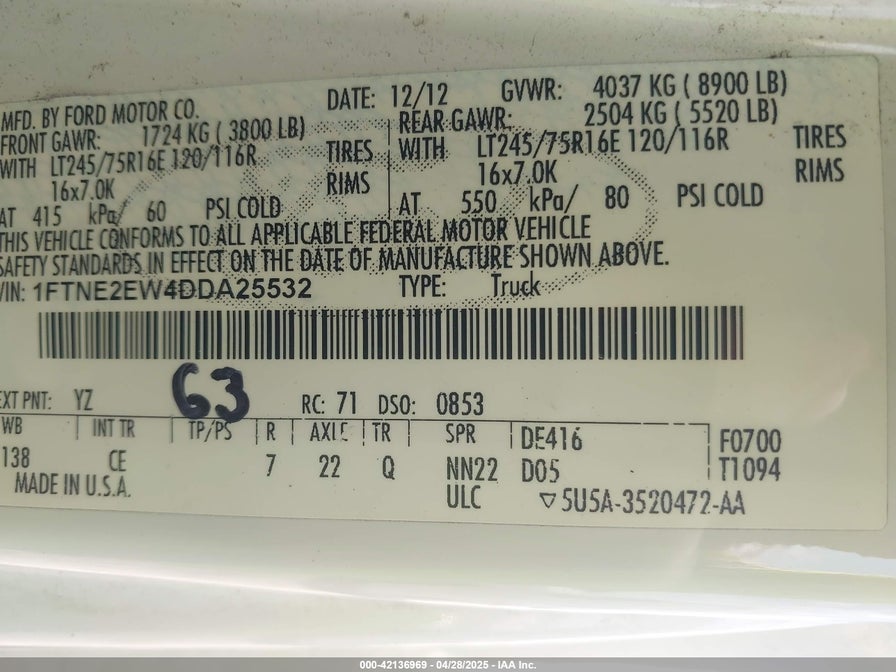 MFD. BY FORD MOTOR CO.
DATE: 12/12 GVWR: 4037 KG ( 8900 LB)
FRONT GAWR: 1724 KG ( 3800 LB) REAR GAWR: 2504 KG ( 5520 LB)
WITH LT245/75R16E 120/116R TIRES WITH LT245/75R16E 120/116R TIRES
16x7.0K RIMS 16x7.0K RIMS
AT 415 kPa/ 60 PSI COLD AT 550 kPa/ 80 PSI COLD
THIS VEHICLE CONFORMS TO ALL APPLICABLE FEDERAL MOTOR VEHICLE
SAFETY STANDARDS IN EFFECT ON THE DATE OF MANUFACTURE SHOWN ABOVE.
VIN: 1FTNE2EW4DDA25532 TYPE: Truck
63
EXT PNT: YZ RC: 71 DSO: 0853
WB INT TR TP/PS R AXLE TR SPR DE416 F0700
138 CE 7 22 Q NN22 D05 T1094
MADE IN U.S.A. ULC ▽5U5A-3520472-AA
000-42136969 | 04/28/2025 - IAA Inc.